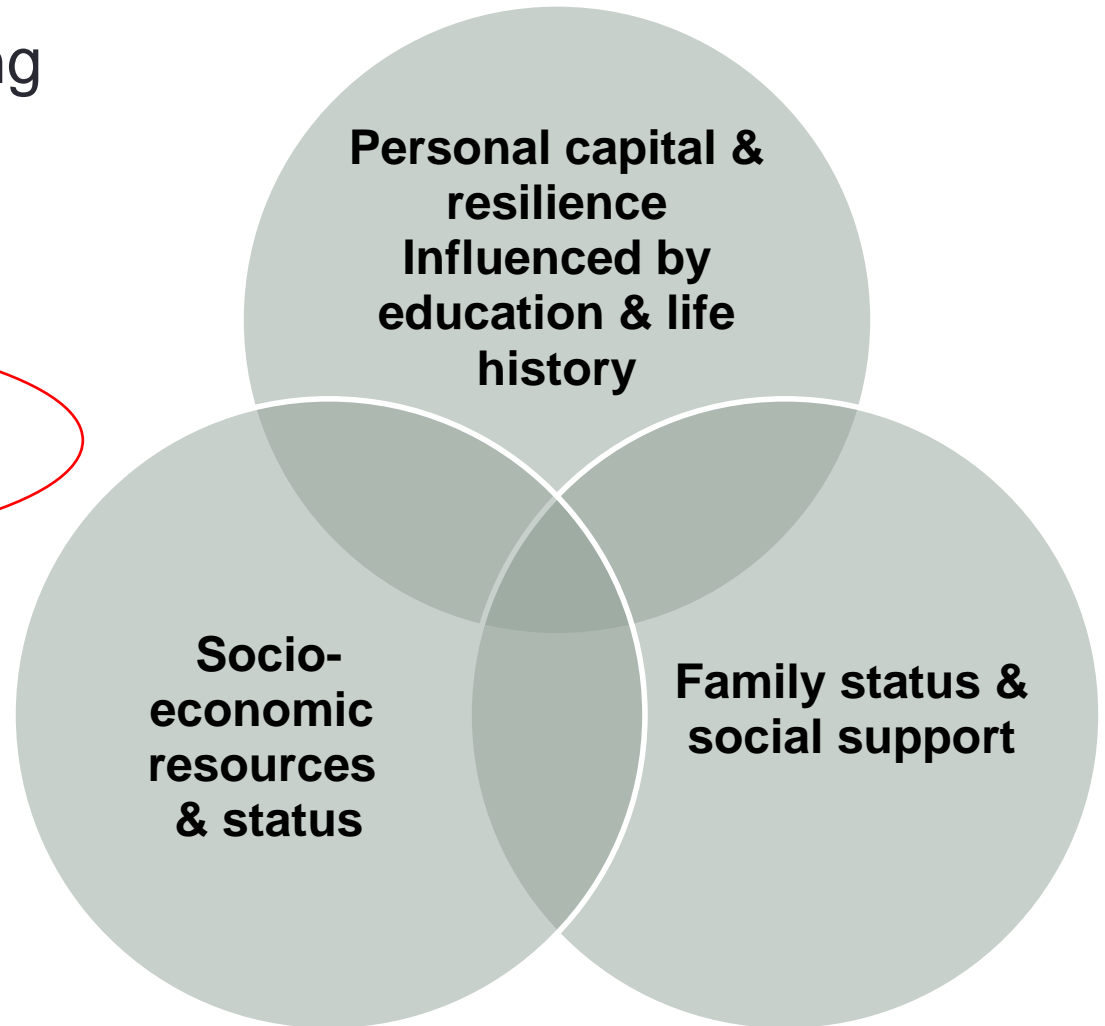 ng
Personal capital &
resilience
Influenced by
education & life
history
Socio-
economic
resources
& status
Family status &
social support